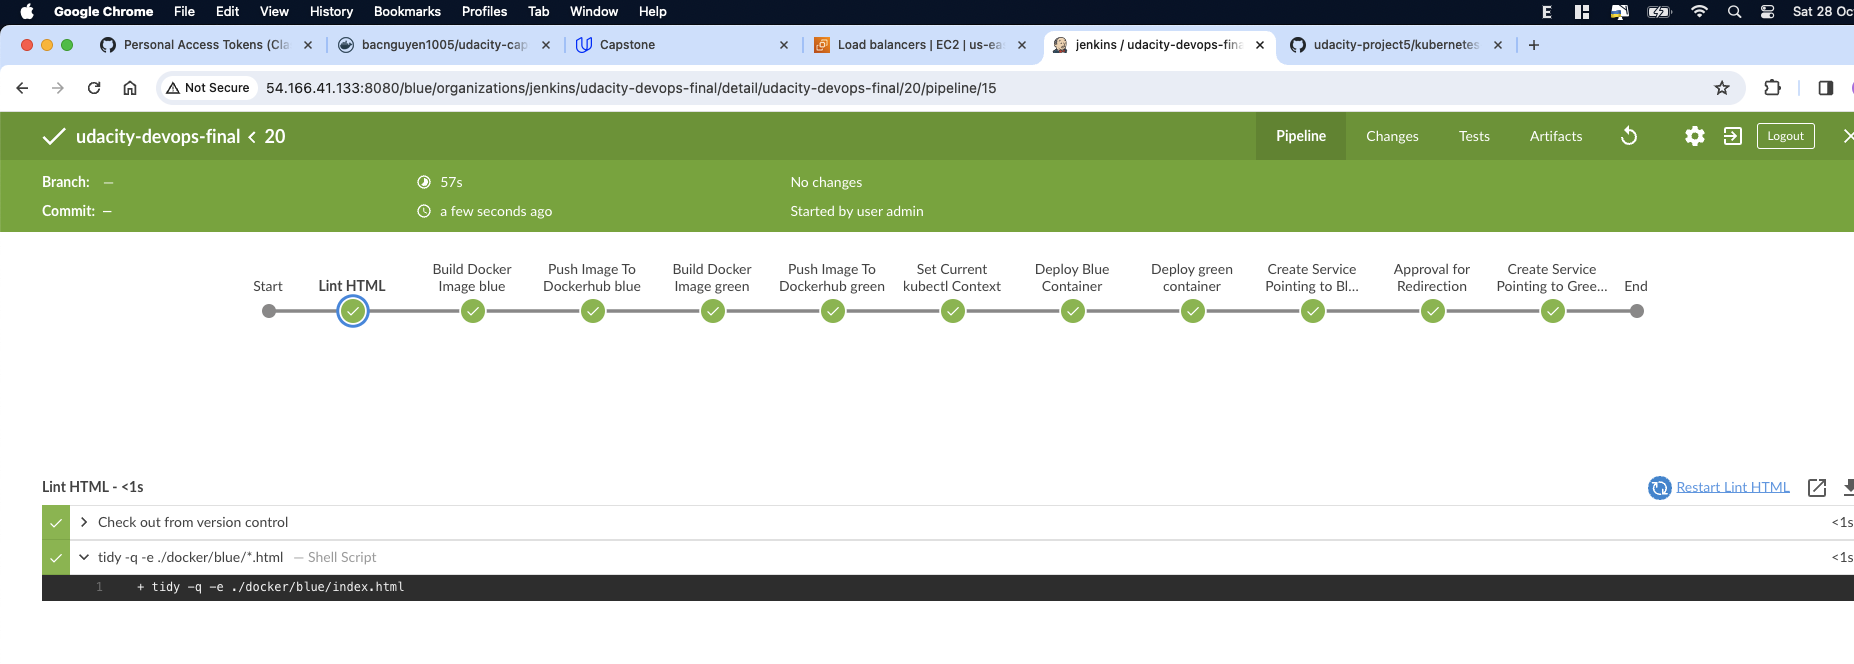 Google Chrome File Edit View History Bookmarks Profiles Tab Window Help Sat 28 Oc
Personal Access Tokens (Cla bacnguyen1005/udacity-cap Capstone Load balancers | EC2 | us-ea jenkins / udacity-devops-fina udacity-project5/kubernetes
Not Secure 54.166.41.133:8080/blue/organizations/jenkins/udacity-devops-final/detail/udacity-devops-final/20/pipeline/15
udacity-devops-final < 20 Pipeline Changes Tests Artifacts Logout
Branch: — 57s No changes
Commit: — a few seconds ago Started by user admin
Start
Lint HTML
Build Docker
Image blue
Push Image To
Dockerhub blue
Build Docker
Image green
Push Image To
Dockerhub green
Set Current
kubectl Context
Deploy Blue
Container
Deploy green
container
Create Service
Pointing to Bl...
Approval for
Redirection
Create Service
Pointing to Gree...
End
Lint HTML - <1s Restart Lint HTML
Check out from version control <1s
tidy -q -e ./docker/blue/*.html — Shell Script <1s
1 + tidy -q -e ./docker/blue/index.html